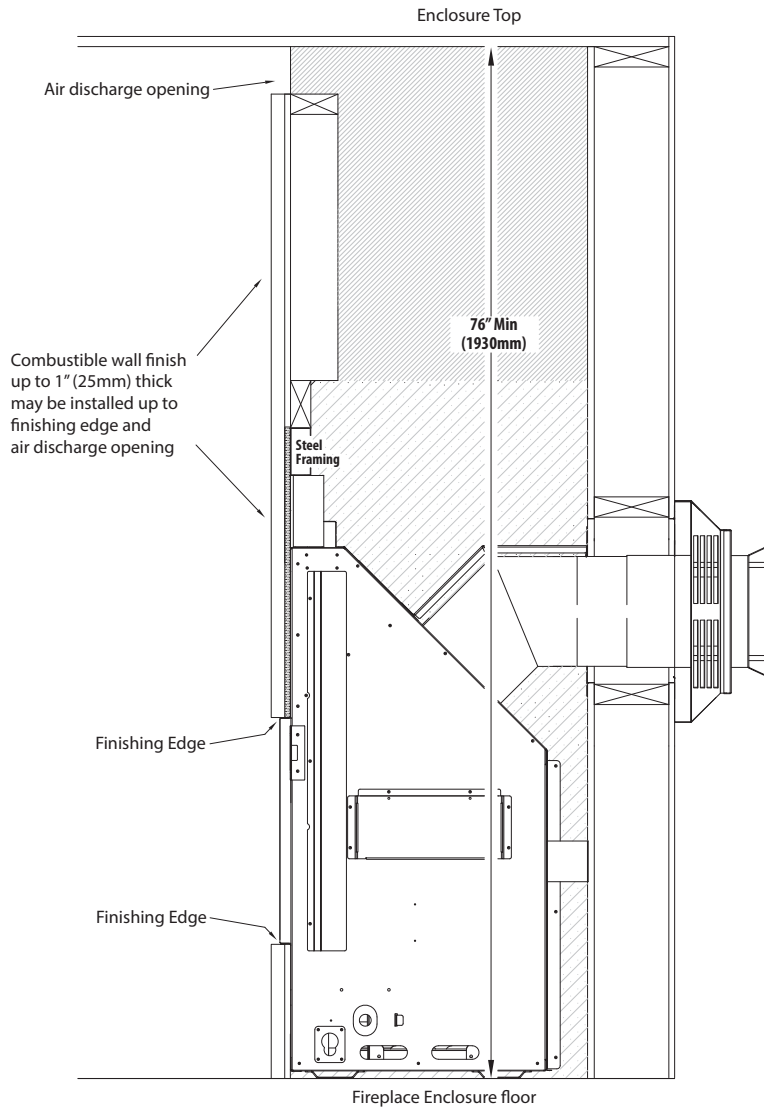 Enclosure Top
Air discharge opening
76” Min
(1930mm)
Combustible wall finish
up to 1” (25mm) thick
may be installed up to
finishing edge and
air discharge opening
Steel
Framing
Finishing Edge
Finishing Edge
Fireplace Enclosure floor